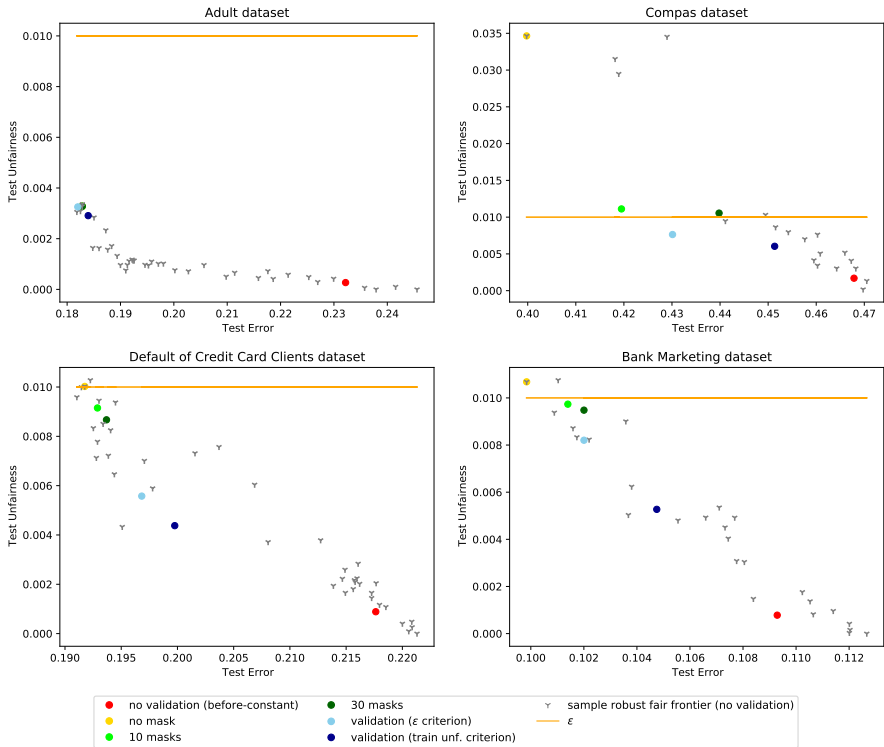 Adult dataset
Test Unfairness
0.010
0.008
0.006
0.004
0.002
0.000
0.18 0.19 0.20 0.21 0.22 0.23 0.24
Test Error
Compas dataset
Test Unfairness
0.035
0.030
0.025
0.020
0.015
0.010
0.005
0.000
0.40 0.41 0.42 0.43 0.44 0.45 0.46 0.47
Test Error
Default of Credit Card Clients dataset
Test Unfairness
0.010
0.008
0.006
0.004
0.002
0.000
0.190 0.195 0.200 0.205 0.210 0.215 0.220
Test Error
Bank Marketing dataset
Test Unfairness
0.010
0.008
0.006
0.004
0.002
0.000
0.100 0.102 0.104 0.106 0.108 0.110 0.112
Test Error
no validation (before-constant)
no mask
10 masks
30 masks
validation (ε criterion)
validation (train unf. criterion)
sample robust fair frontier (no validation)
ε